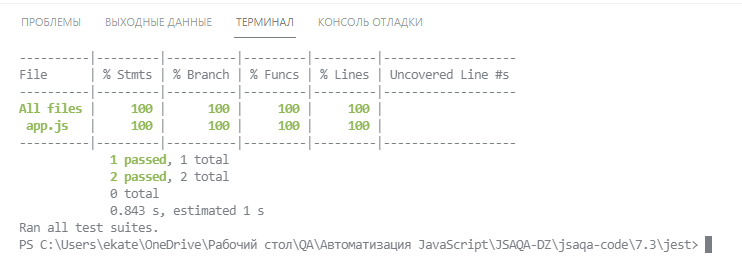 ПРОБЛЕМЫ ВЫХОДНЫЕ ДАННЫЕ ТЕРМИНАЛ КОНСОЛЬ ОТЛАДКИ
----------|---------|----------|---------|---------|-------------------
File      | % Stmts | % Branch | % Funcs | % Lines | Uncovered Line #s
----------|---------|----------|---------|---------|-------------------
All files |     100 |      100 |     100 |     100 |
 app.js   |     100 |      100 |     100 |     100 |
----------|---------|----------|---------|---------|-------------------
            1 passed, 1 total
            2 passed, 2 total
            0 total
            0.843 s, estimated 1 s
Ran all test suites.
PS C:\Users\ekate\OneDrive\Рабочий стол\QA\Автоматизация JavaScript\JSAQA-DZ\jsaqa-code\7.3\jest>